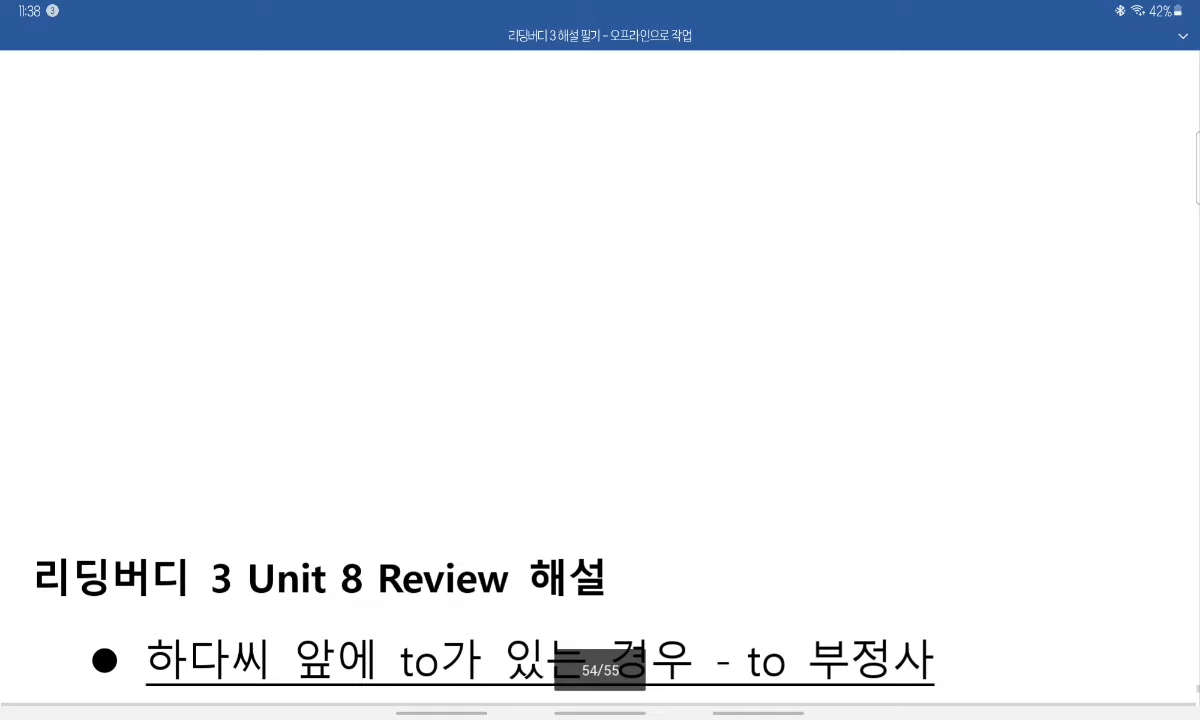 11:38 3 42%
리딩버디 3 해설 필기 - 오프라인으로 작업
리딩버디 3 Unit 8 Review 해설
● 하다씨 앞에 to가 있는 경우 - to 부정사
54/55